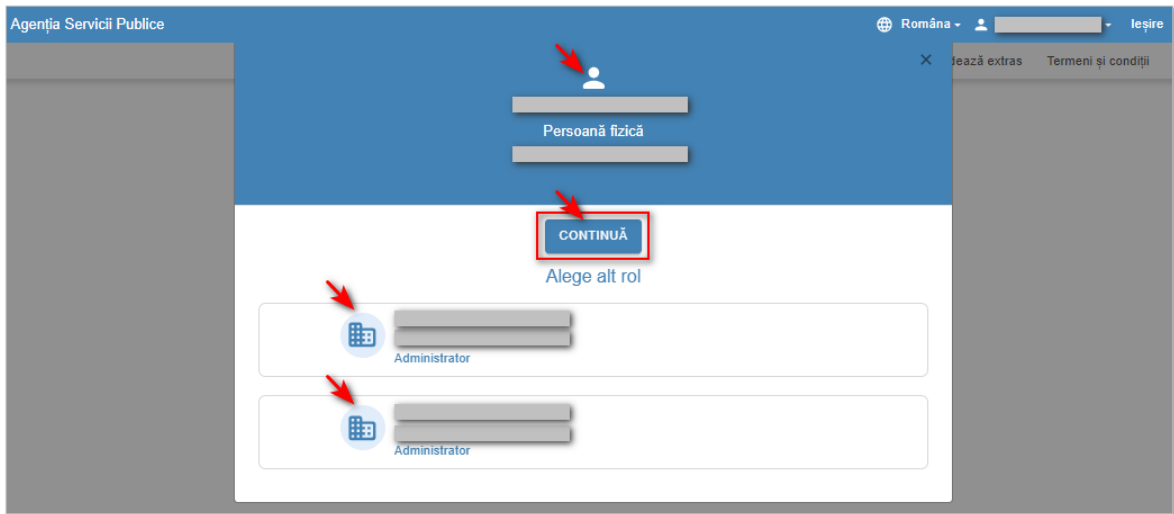 Agenția Servicii Publice
Româna
Ieșire
ează extras
Termeni și condiții
Persoană fizică
CONTINUĂ
Alege alt rol
Administrator
Administrator